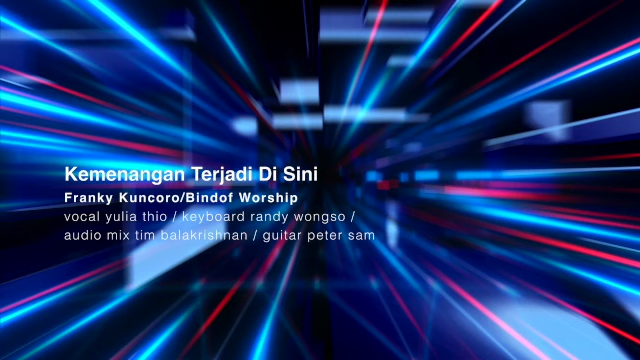 Kemenangan Terjadi Di Sini
Franky Kuncoro/Bindof Worship
vocal yulia thio / keyboard randy wongso /
audio mix tim balakrishnan / guitar peter sam